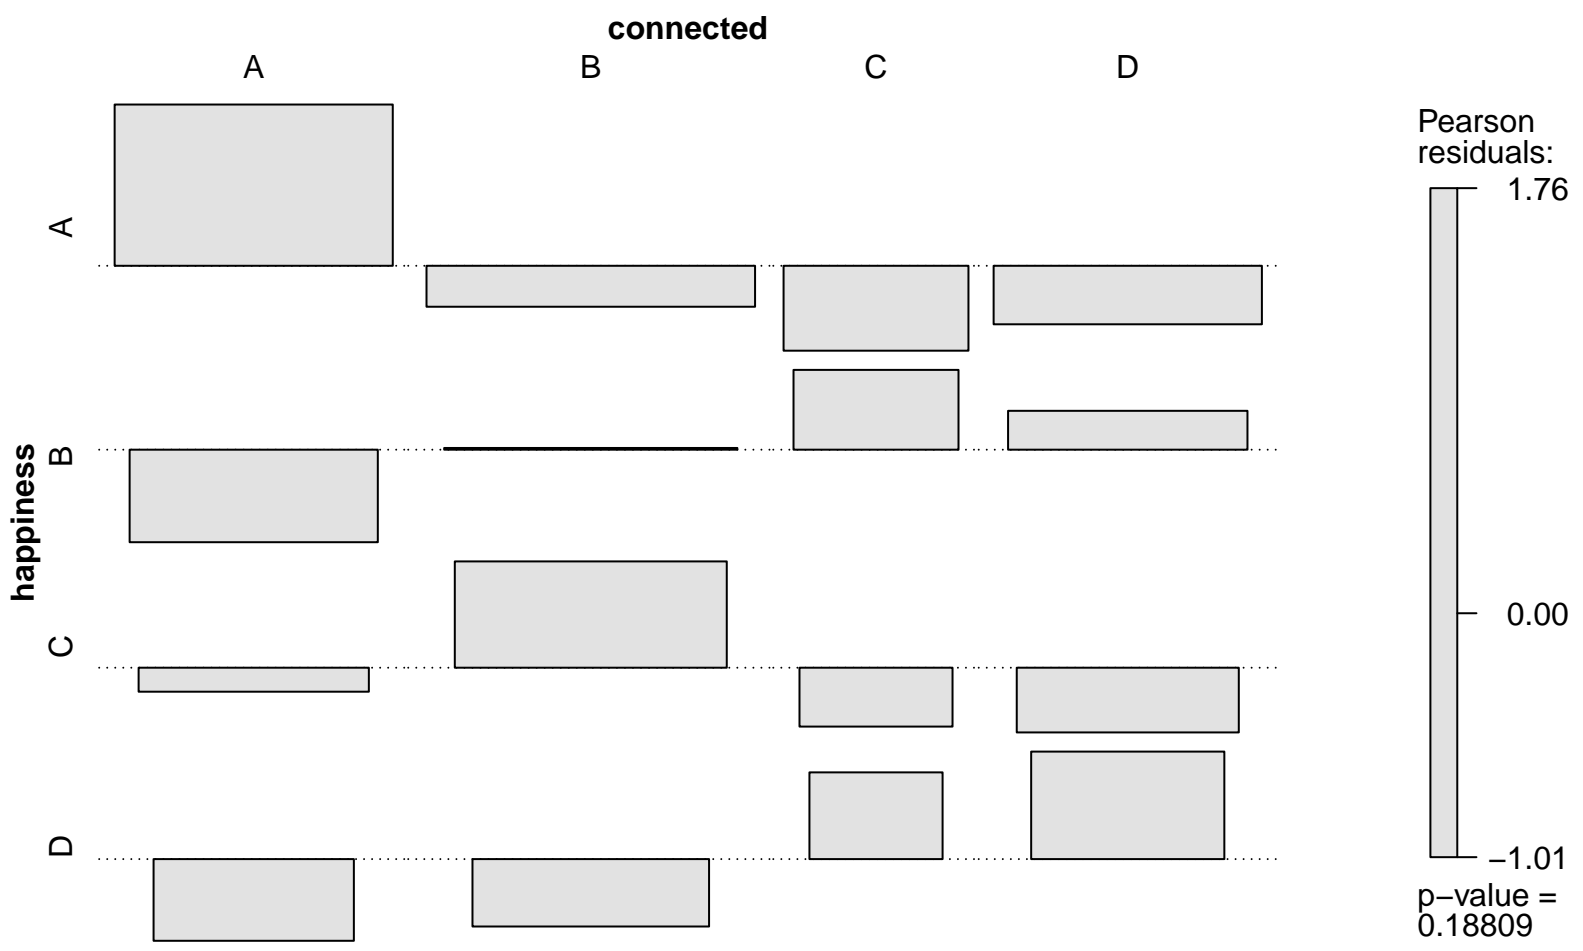 connected
A B C D
A
B
C
D
happiness
Pearson
residuals:
1.76
0.00
−1.01
p−value =
0.18809